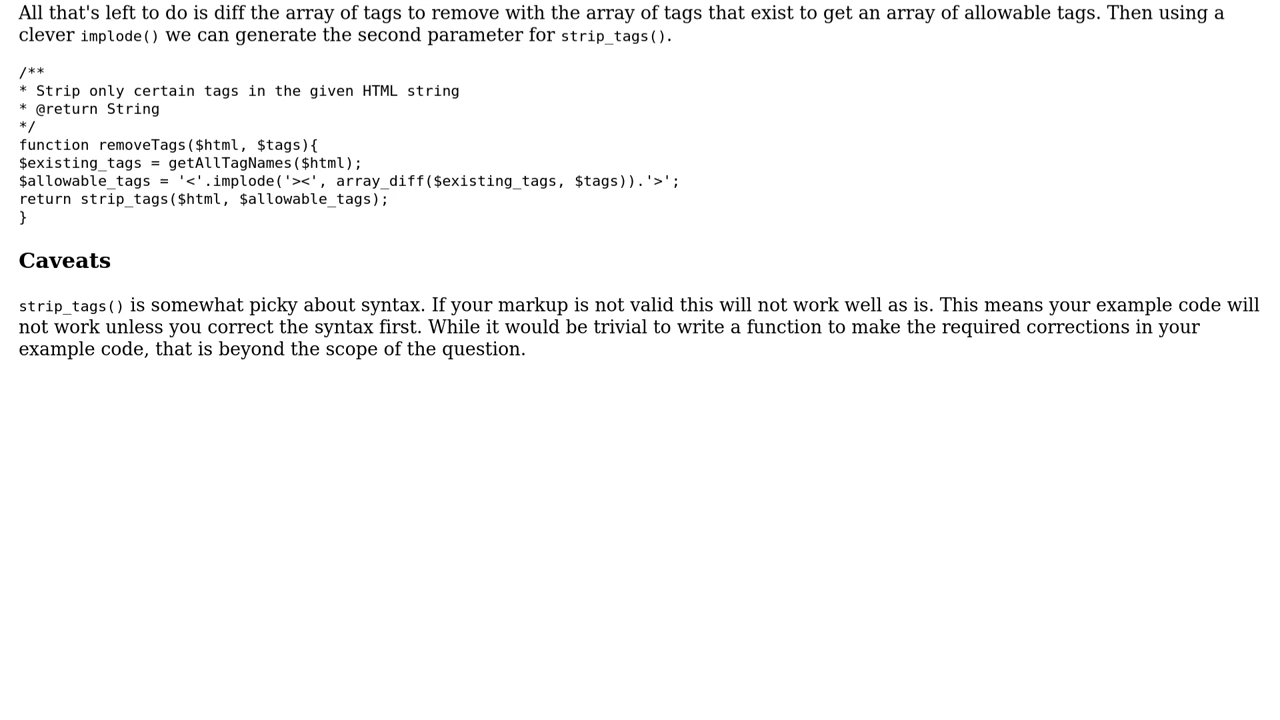 All that's left to do is diff the array of tags to remove with the array of tags that exist to get an array of allowable tags. Then using a
clever implode() we can generate the second parameter for strip_tags().
/**
* Strip only certain tags in the given HTML string
* @return String
*/
function removeTags($html, $tags){
$existing_tags = getAllTagNames($html);
$allowable_tags = '<'.implode('><', array_diff($existing_tags, $tags)).'>';
return strip_tags($html, $allowable_tags);
}
Caveats
strip_tags() is somewhat picky about syntax. If your markup is not valid this will not work well as is. This means your example code will
not work unless you correct the syntax first. While it would be trivial to write a function to make the required corrections in your
example code, that is beyond the scope of the question.